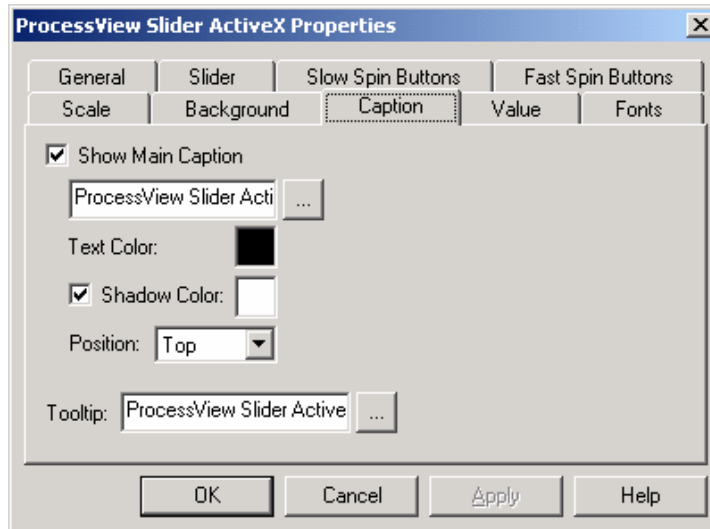 ProcessView Slider ActiveX Properties
General Slider Slow Spin Buttons Fast Spin Buttons
Scale Background Caption Value Fonts
Show Main Caption
ProcessView Slider Acti ...
Text Color:
Shadow Color:
Position: Top
Tooltip: ProcessView Slider Active ...
OK Cancel Apply Help